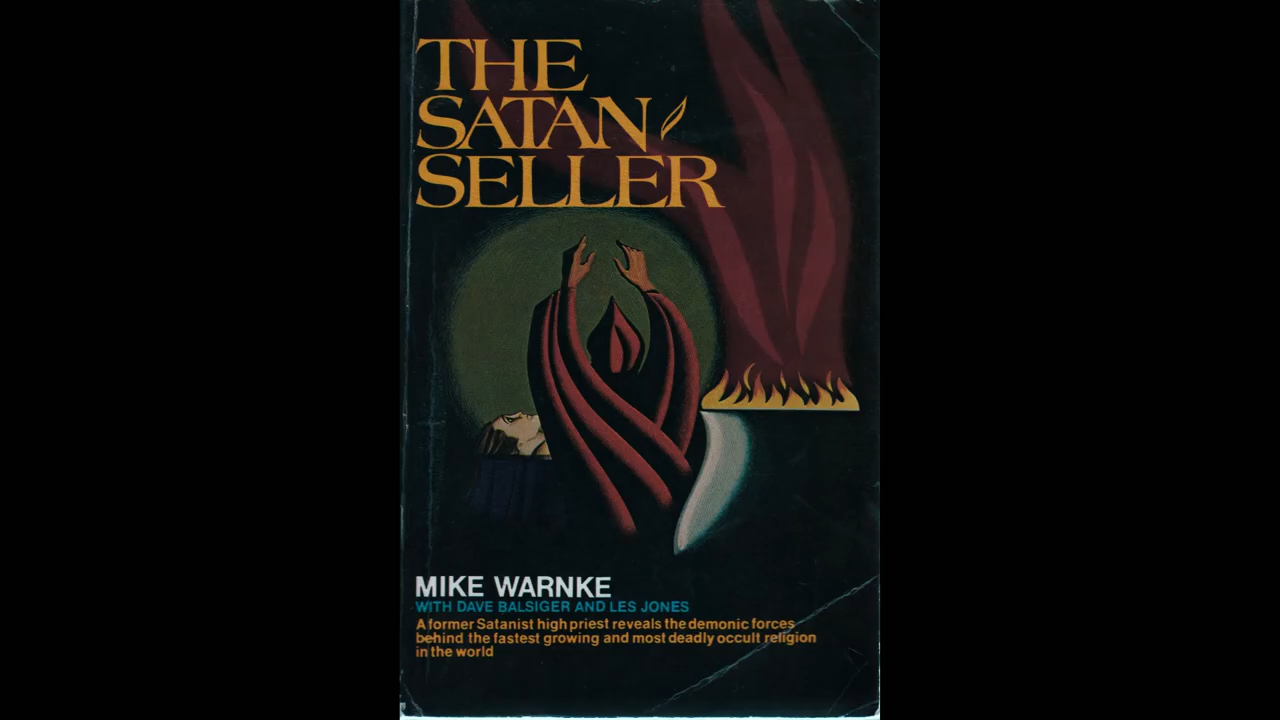 THE
SATAN
SELLER
MIKE WARNKE
WITH DAVE BALSIGER AND LES JONES
A former Satanist high priest reveals the demonic forces
behind the fastest growing and most deadly occult religion
in the world